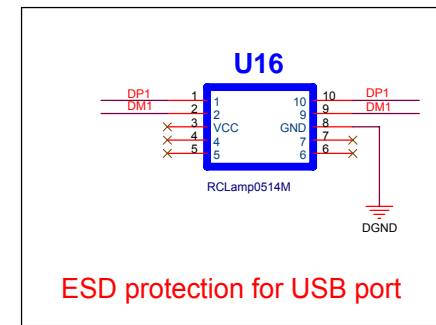 U16
DP1 1 1 10 10 DP1
DM1 2 2 9 9 DM1
3 VCC GND 8
4 4 7 7
5 5 6 6
RCLamp0514M
DGND
ESD protection for USB port